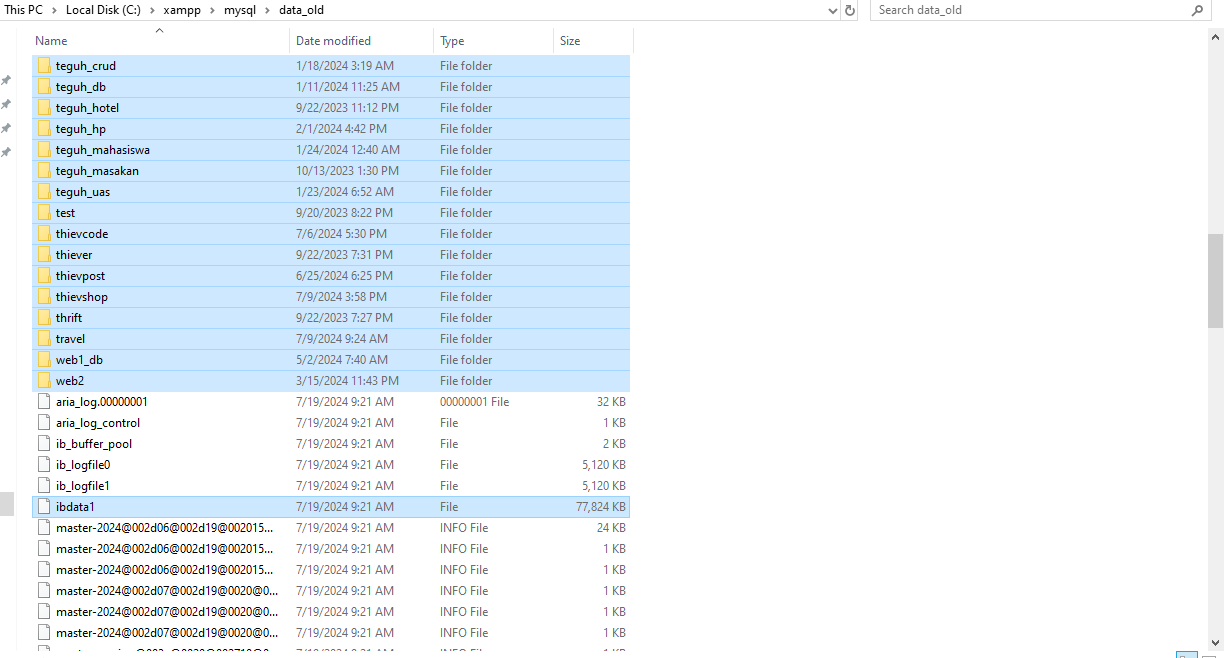 This PC > Local Disk (C:) > xampp > mysql > data_old Search data_old
Name Date modified Type Size
teguh_crud 1/18/2024 3:19 AM File folder
teguh_db 1/11/2024 11:25 AM File folder
teguh_hotel 9/22/2023 11:12 PM File folder
teguh_hp 2/1/2024 4:42 PM File folder
teguh_mahasiswa 1/24/2024 12:40 AM File folder
teguh_masakan 10/13/2023 1:30 PM File folder
teguh_uas 1/23/2024 6:52 AM File folder
test 9/20/2023 8:22 PM File folder
thievcode 7/6/2024 5:30 PM File folder
thiever 9/22/2023 7:31 PM File folder
thievpost 6/25/2024 6:25 PM File folder
thievshop 7/9/2024 3:58 PM File folder
thrift 9/22/2023 7:27 PM File folder
travel 7/9/2024 9:24 AM File folder
web1_db 5/2/2024 7:40 AM File folder
web2 3/15/2024 11:43 PM File folder
aria_log.00000001 7/19/2024 9:21 AM 00000001 File 32 KB
aria_log_control 7/19/2024 9:21 AM File 1 KB
ib_buffer_pool 7/19/2024 9:21 AM File 2 KB
ib_logfile0 7/19/2024 9:21 AM File 5,120 KB
ib_logfile1 7/19/2024 9:21 AM File 5,120 KB
ibdata1 7/19/2024 9:21 AM File 77,824 KB
master-2024@002d06@002d19@002015... 7/19/2024 9:21 AM INFO File 24 KB
master-2024@002d06@002d19@002015... 7/19/2024 9:21 AM INFO File 1 KB
master-2024@002d06@002d19@002015... 7/19/2024 9:21 AM INFO File 1 KB
master-2024@002d07@002d19@0020@0... 7/19/2024 9:21 AM INFO File 1 KB
master-2024@002d07@002d19@0020@0... 7/19/2024 9:21 AM INFO File 1 KB
master-2024@002d07@002d19@0020@0... 7/19/2024 9:21 AM INFO File 1 KB